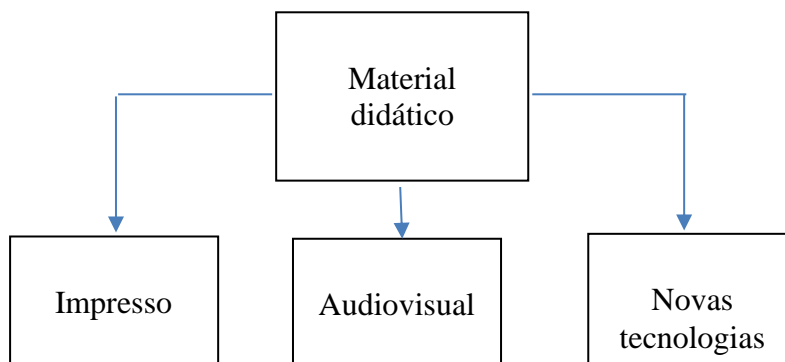 Material
didático
Impresso
Audiovisual
Novas
tecnologias